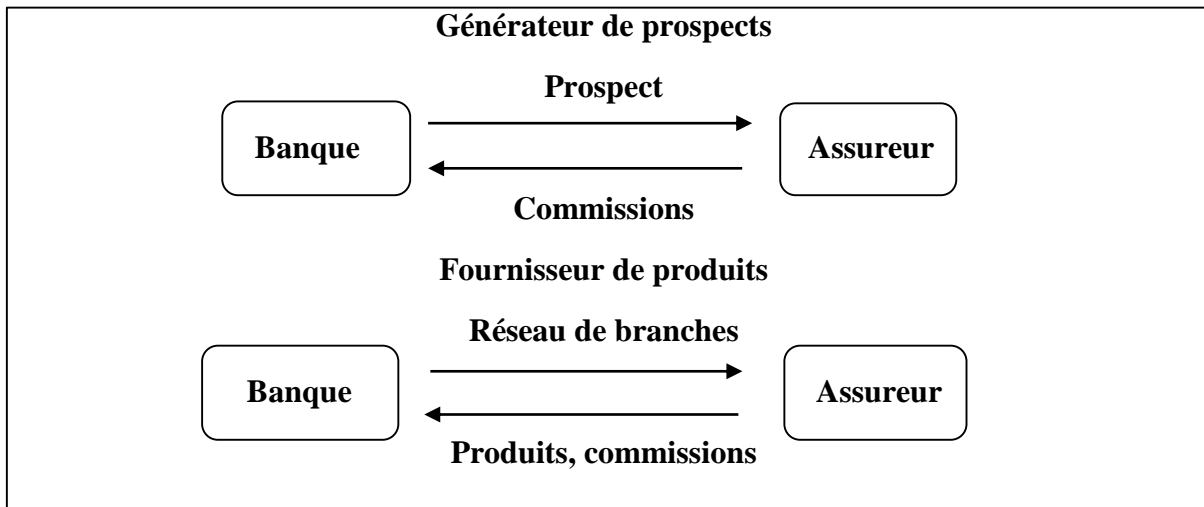 Générateur de prospects
Prospect
Banque
Assureur
Commissions
Fournisseur de produits
Réseau de branches
Banque
Assureur
Produits, commissions